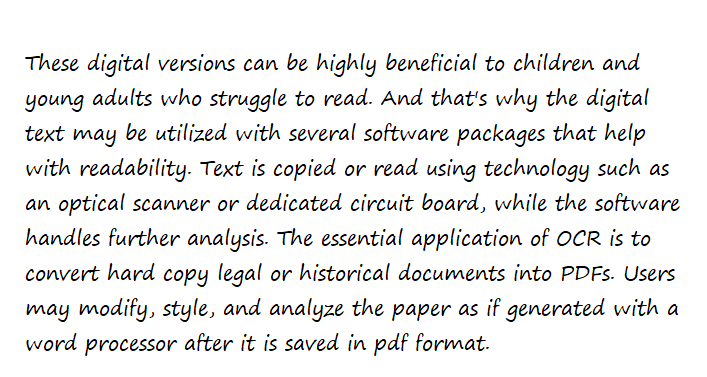 These digital versions can be highly beneficial to children and
young adults who struggle to read. And that's why the digital
text may be utilized with several software packages that help
with readability. Text is copied or read using technology such as
an optical scanner or dedicated circuit board, while the software
handles further analysis. The essential application of OCR is to
convert hard copy legal or historical documents into PDFs. Users
may modify, style, and analyze the paper as if generated with a
word processor after it is saved in pdf format.